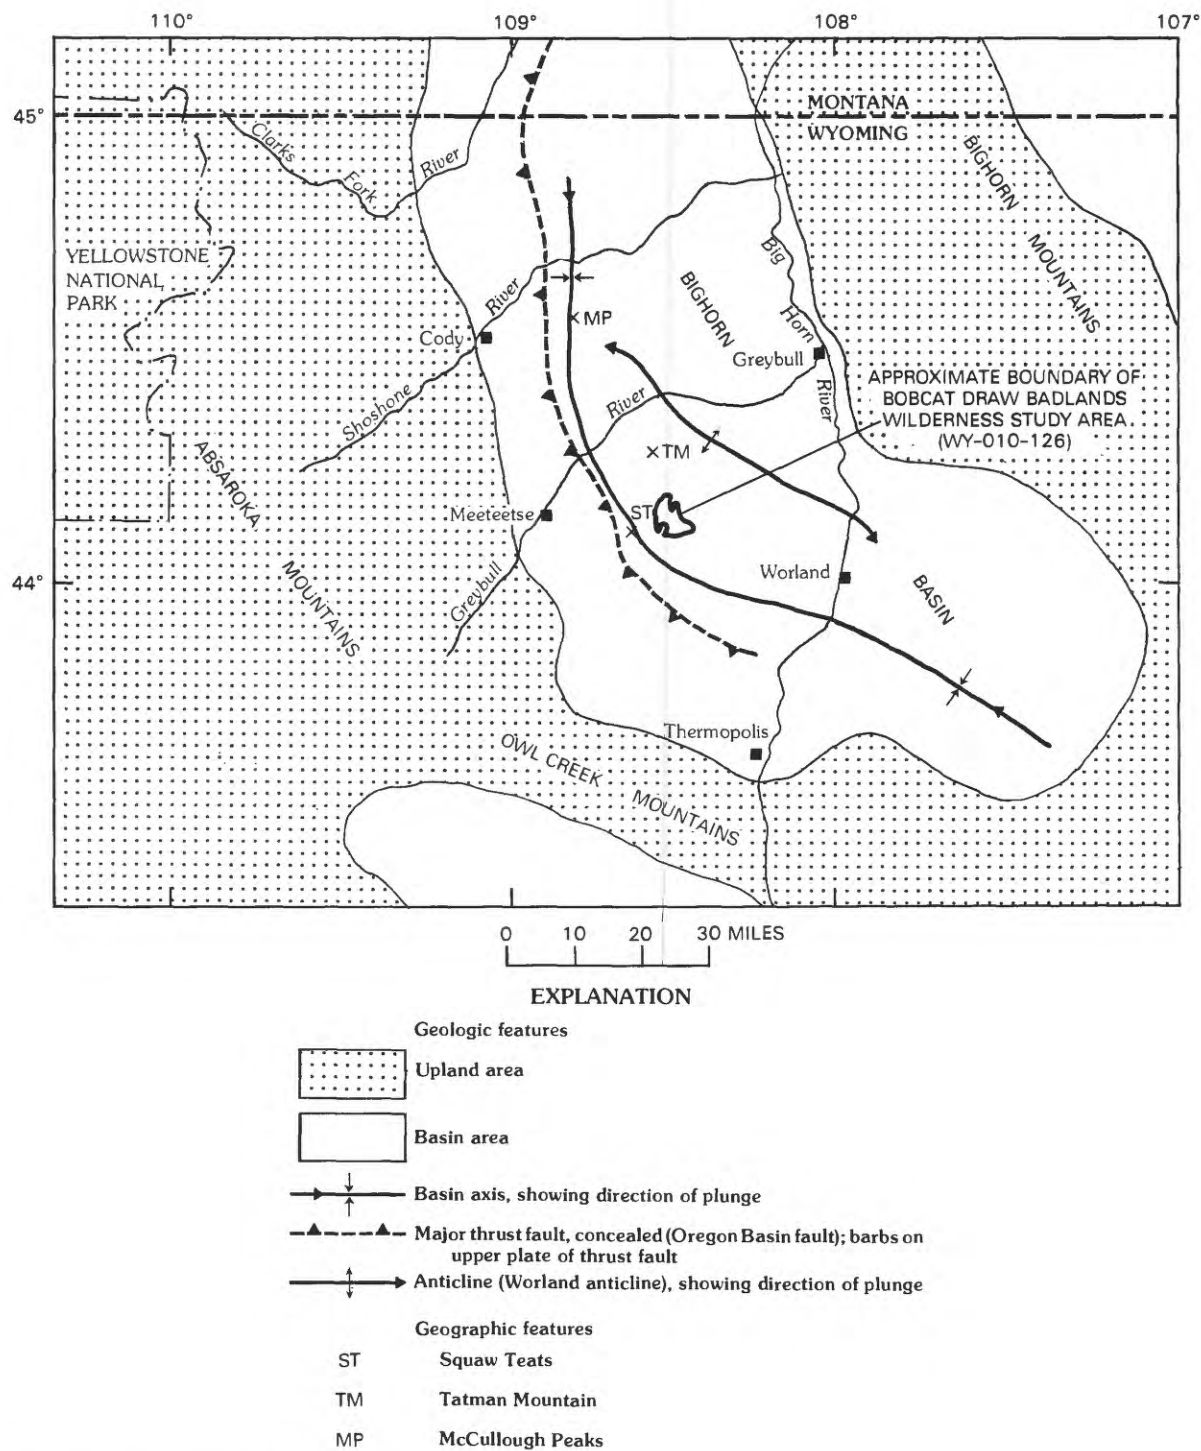 110°
109°
108°
107°
45°
MONTANA
WYOMING
Clarks
Fork
River
BIGHORN
MOUNTAINS
YELLOWSTONE
NATIONAL
PARK
Big
Horn
River
BIGHORN
BASIN
Shoshone
River
Cody
MP
Greybull
APPROXIMATE BOUNDARY OF
BOBCAT DRAW BADLANDS
WILDERNESS STUDY AREA.
(WY-010-126)
Greybull
River
TM
ABSAROKA
MOUNTAINS
Meeteetse
ST
44°
Worland
Thermopolis
OWL CREEK
MOUNTAINS
0 10 20 30 MILES
EXPLANATION
Geologic features
Upland area
Basin area
Basin axis, showing direction of plunge
Major thrust fault, concealed (Oregon Basin fault); barbs on
upper plate of thrust fault
Anticline (Worland anticline), showing direction of plunge
Geographic features
ST Squaw Teats
TM Tatman Mountain
MP McCullough Peaks